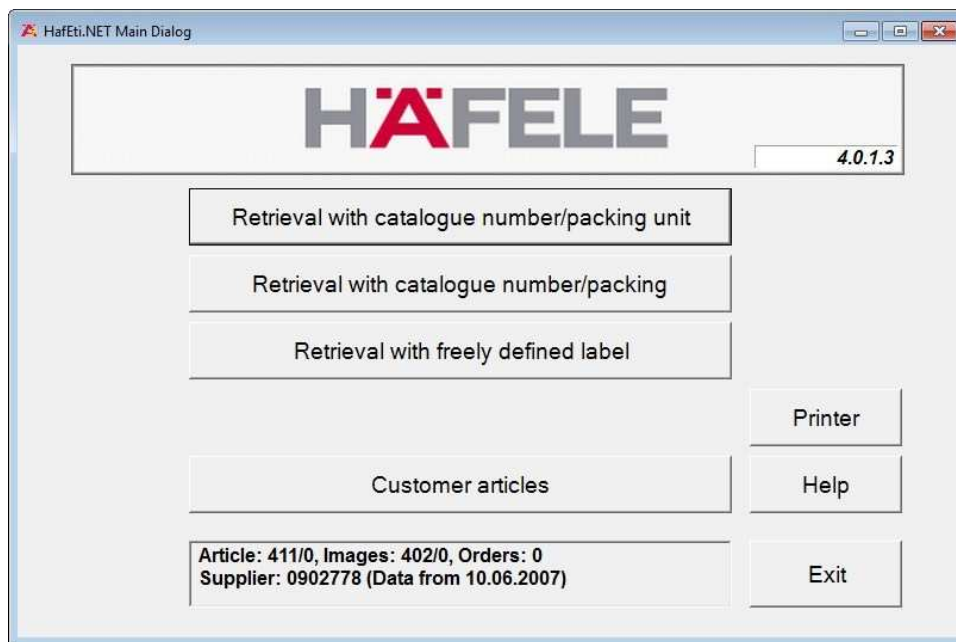 HafEti.NET Main Dialog
HÄFELE
4.0.1.3
Retrieval with catalogue number/packing unit
Retrieval with catalogue number/packing
Retrieval with freely defined label
Printer
Customer articles
Help
Article: 411/0, Images: 402/0, Orders: 0
Supplier: 0902778 (Data from 10.06.2007)
Exit